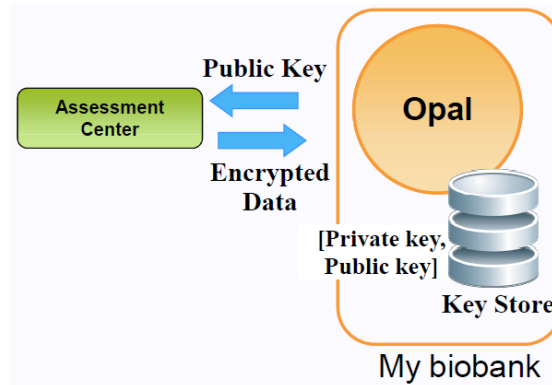 Public Key
Assessment
Center
Encrypted
Data
Opal
[Private key,
Public key]
Key Store
My biobank